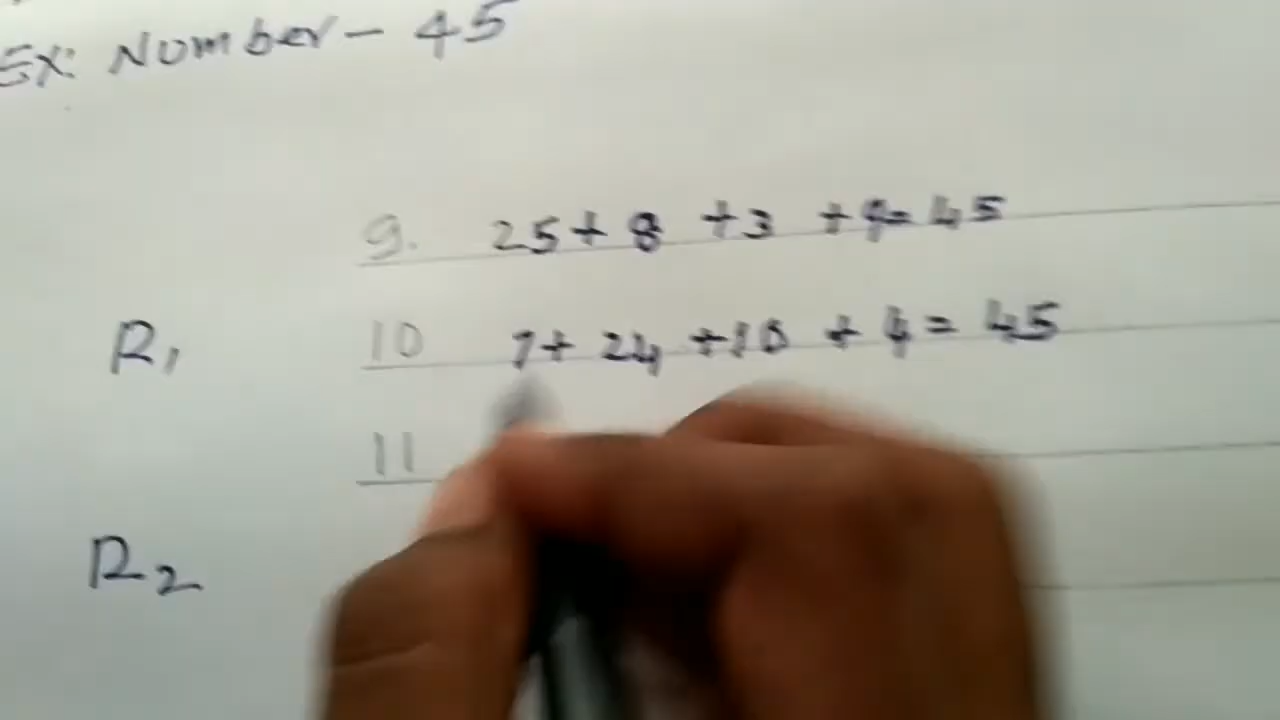 Ex: Number - 45
9. 25 + 8 + 3 + 9 = 45
R1 10 7 + 24 + 10 + 4 = 45
11
R2